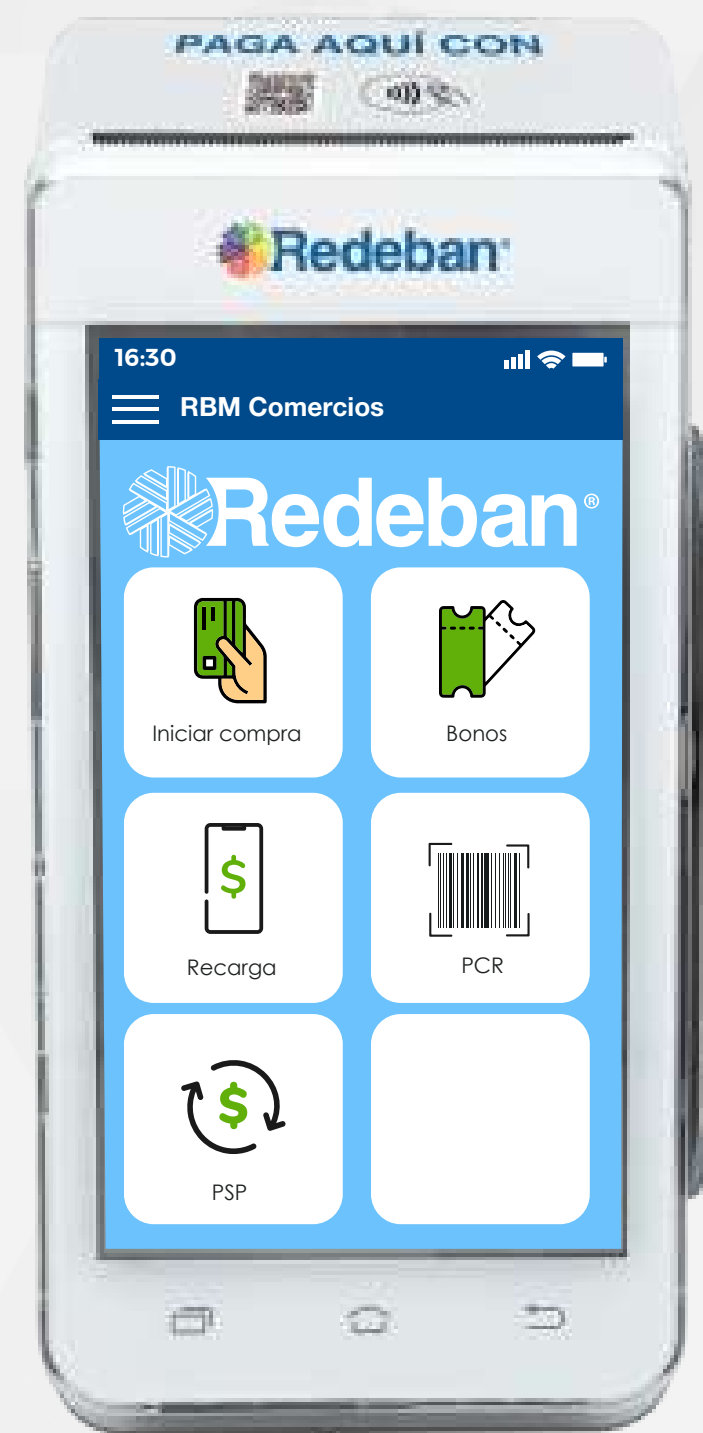 PAGA AQUÍ CON
Redeban
16:30
RBM Comercios
Redeban®
Iniciar compra
Bonos
Recarga
PCR
PSP